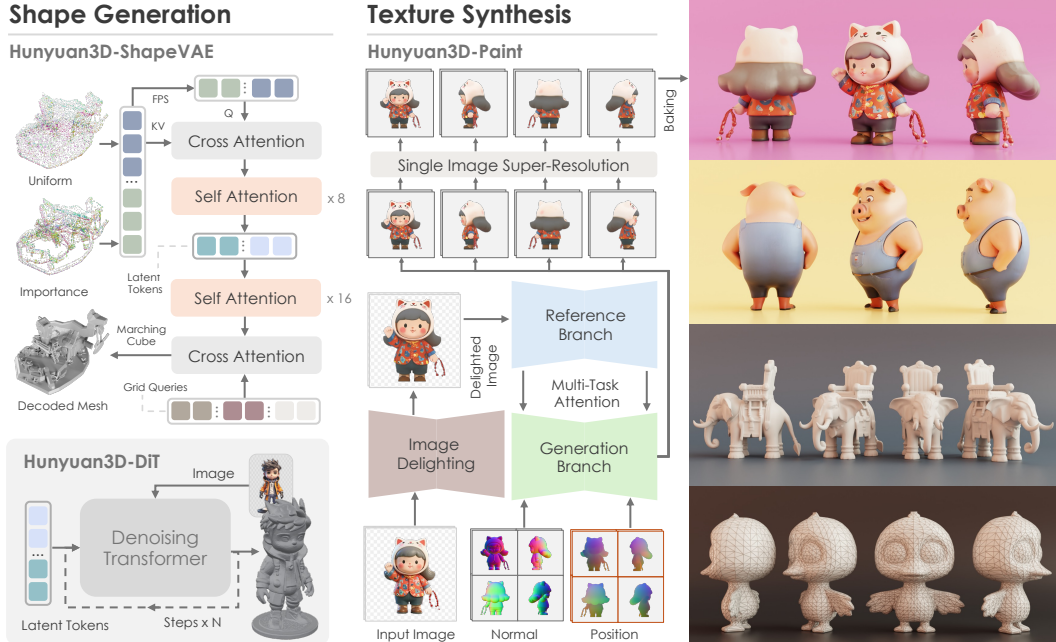 Shape Generation
Hunyuan3D-ShapeVAE
FPS
Q
KV
Cross Attention
Uniform
Self Attention
x 8
Latent
Tokens
Importance
Self Attention
x 16
Marching
Cube
Cross Attention
Decoded Mesh
Grid Queries
Hunyuan3D-DiT
Image
Denoising
Transformer
Latent Tokens
Steps x N
Texture Synthesis
Hunyuan3D-Paint
Baking
Single Image Super-Resolution
Delighted
Image
Reference
Branch
Multi-Task
Attention
Image
Delighting
Generation
Branch
Input Image
Normal
Position